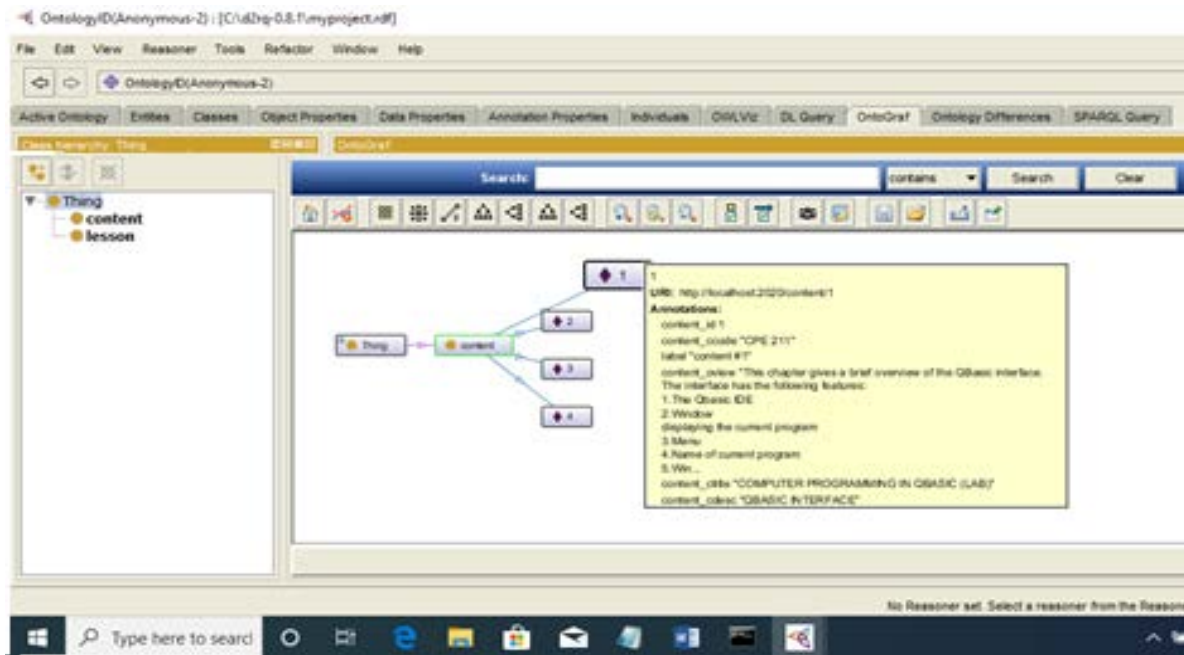 OntologyID(Anonymous-2) : [C:\d2rq-0.8.1\myproject.rdf]
File Edit View Reasoner Tools Refactor Window Help
OntologyID(Anonymous-2)
Active Ontology Entities Classes Object Properties Data Properties Annotation Properties Individuals OWLViz DL Query OntoGraf Ontology Differences SPARQL Query
Class hierarchy: Thing OntoGraf
Search: contains Search Clear
Thing
content
lesson
Thing
content
1
2
3
4
1
URI: http://localhost:2020/content/1
Annotations:
content_id 1
content_ccode "CPE 211"
label "content #1"
content_oview "This chapter gives a brief overview of the QBasic interface.
The interface has the following features:
1.The Qbasic IDE
2.Window
displaying the current program
3.Menu
4.Name of current program
5.Win...
"COMPUTER PROGRAMMING IN QBASIC (LAB)"
content_cdesc "QBASIC INTERFACE"
No Reasoner set. Select a reasoner from the Reasone
Type here to searcl